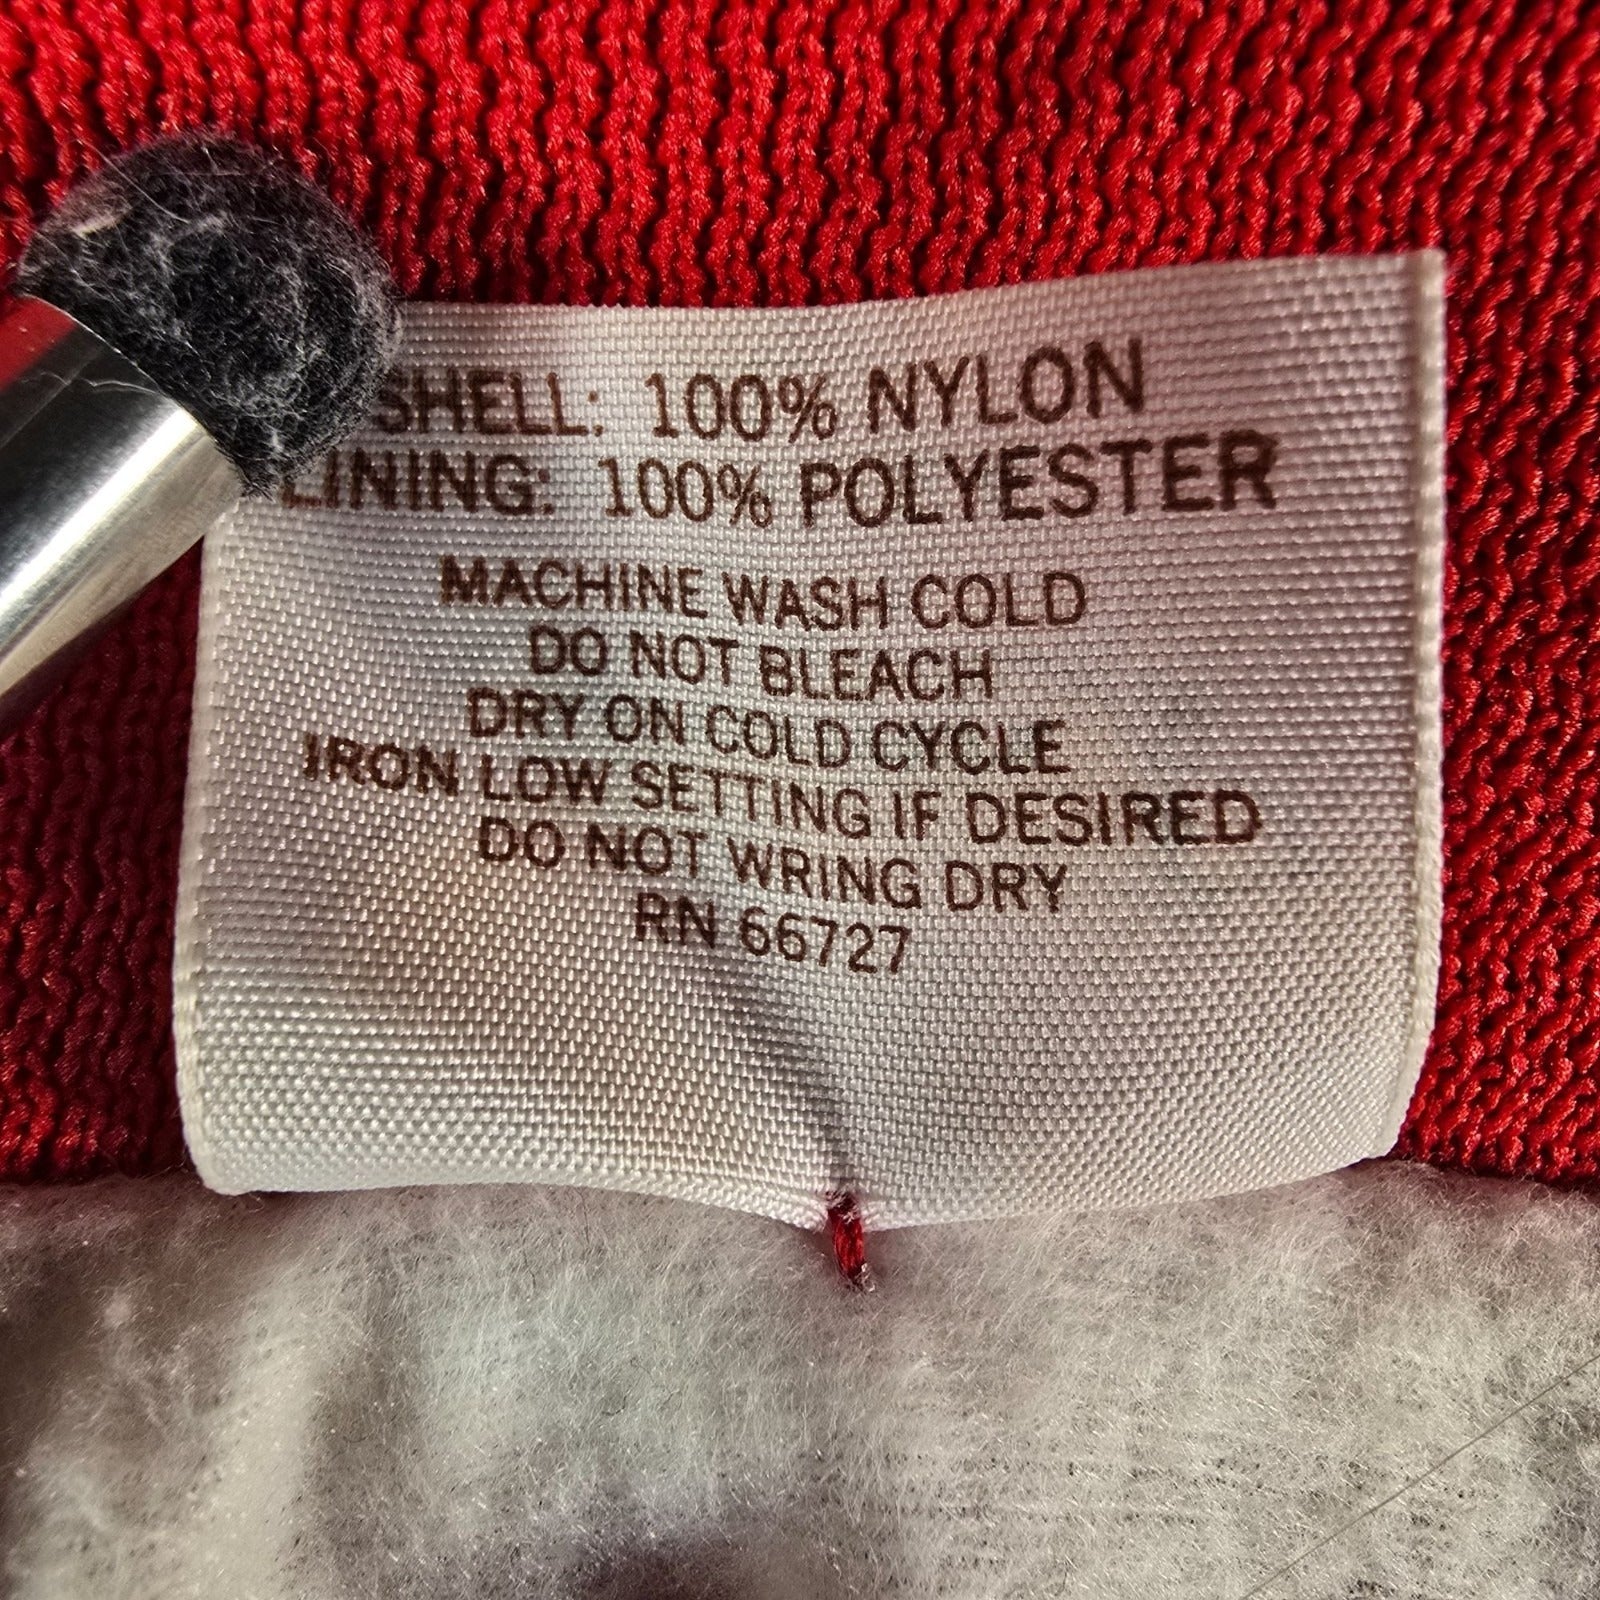 SHELL: 100% NYLON
LINING: 100% POLYESTER
MACHINE WASH COLD
DO NOT BLEACH
DRY ON COLD CYCLE
IRON LOW SETTING IF DESIRED
DO NOT WRING DRY
RN 66727